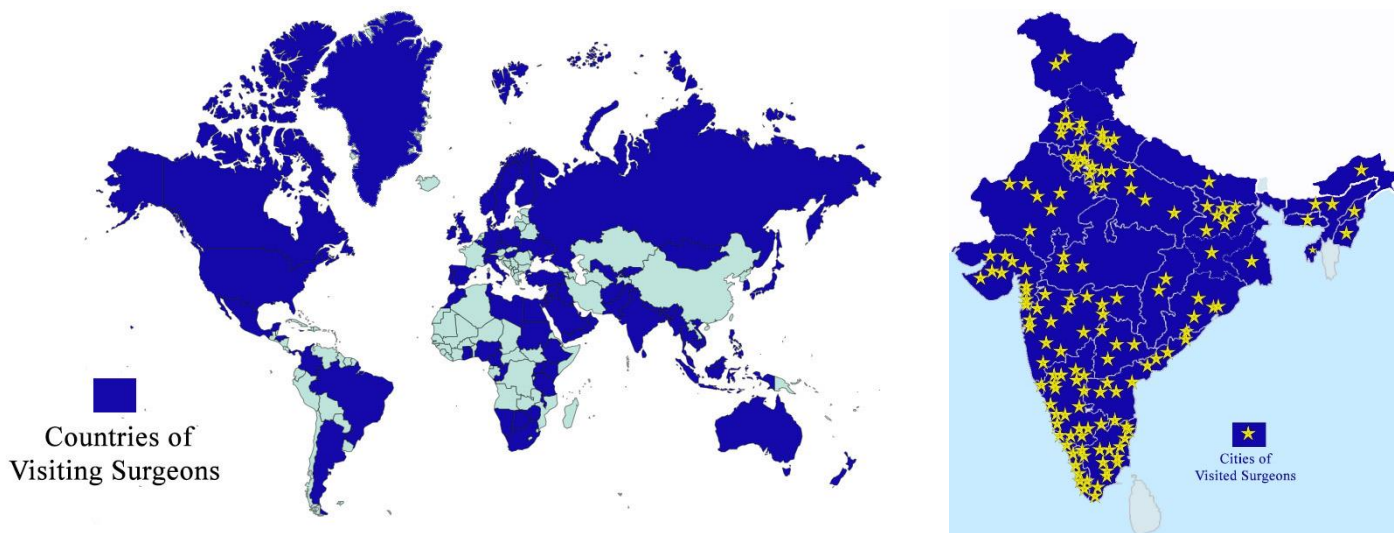 Countries of
Visiting Surgeons
Cities of
Visited Surgeons